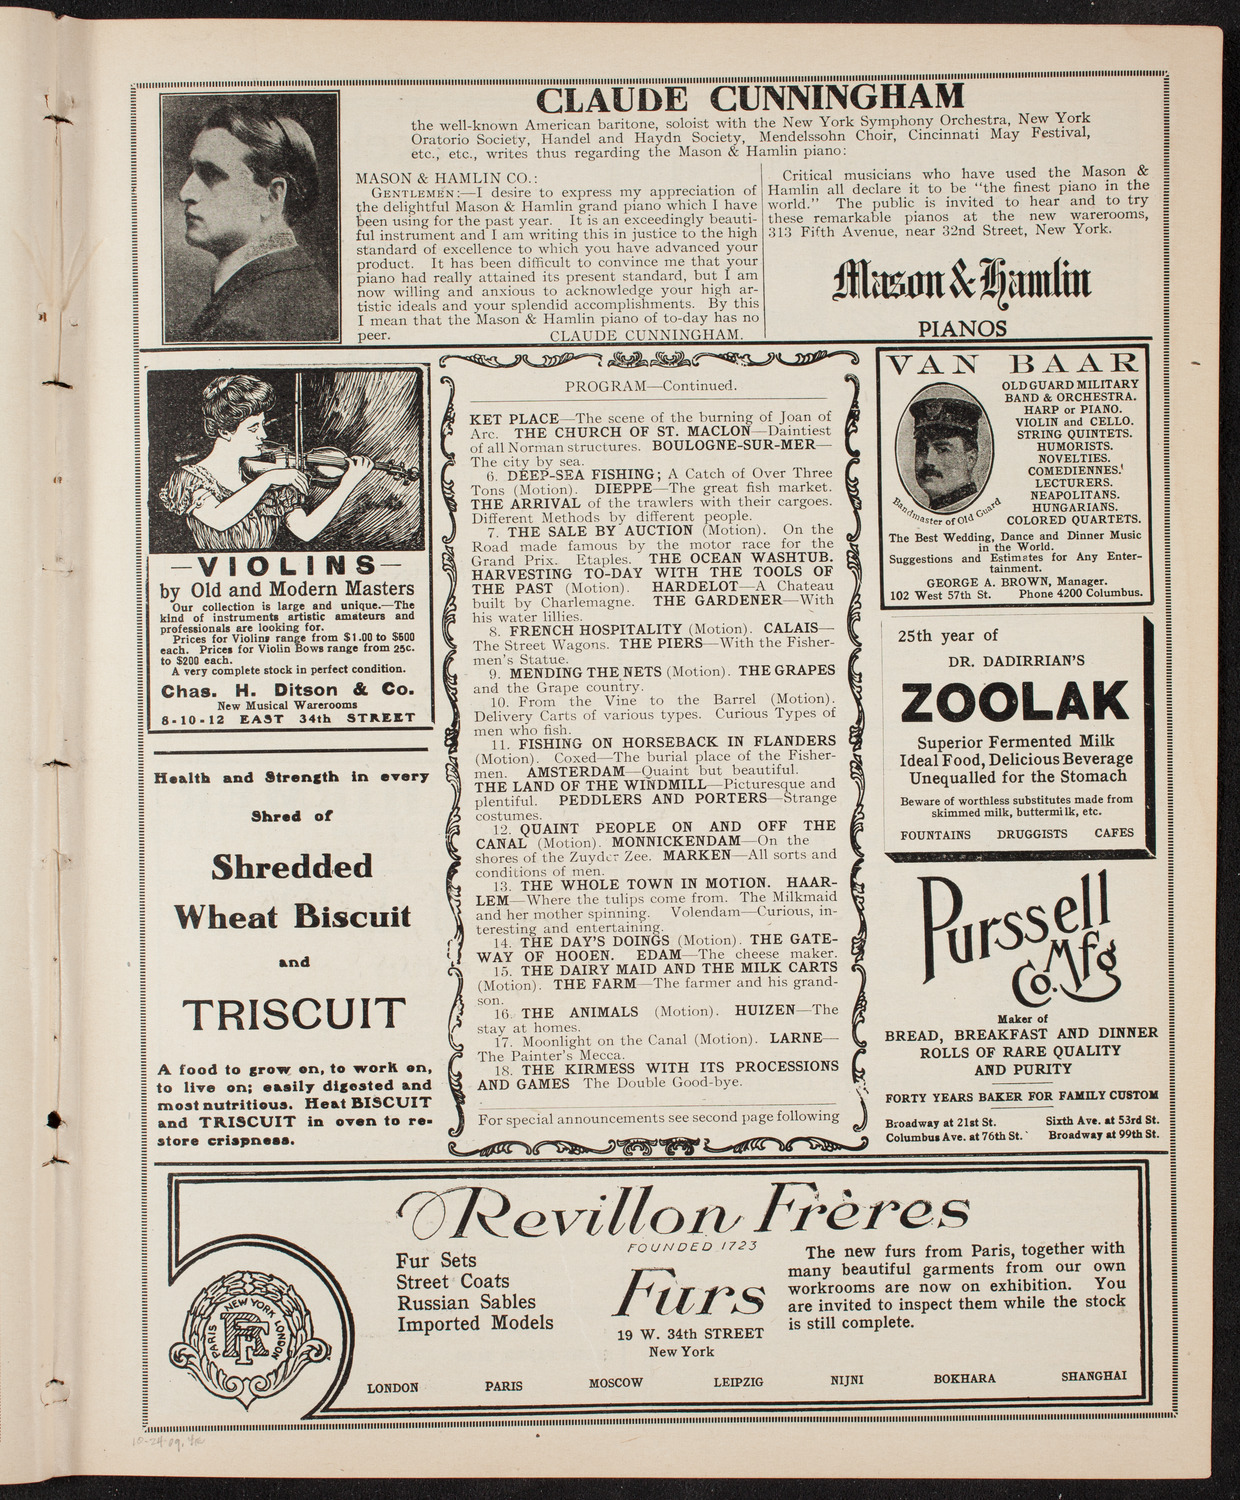 CLAUDE CUNNINGHAM
the well-known American baritone, soloist with the New York Symphony Orchestra, New York
Oratorio Society, Handel and Haydn Society, Mendelssohn Choir, Cincinnati May Festival,
etc., etc., writes thus regarding the Mason & Hamlin piano:
MASON & HAMLIN CO.:
GENTLEMEN:—I desire to express my appreciation of
the delightful Mason & Hamlin grand piano which I have
been using for the past year. It is an exceedingly beauti-
ful instrument and I am writing this in justice to the high
standard of excellence to which you have advanced your
product. It has been difficult to convince me that your
piano had really attained its present standard, but I am
now willing and anxious to acknowledge your high ar-
tistic ideals and your splendid accomplishments. By this
I mean that the Mason & Hamlin piano of to-day has no
peer. CLAUDE CUNNINGHAM.
Critical musicians who have used the Mason &
Hamlin all declare it to be "the finest piano in the
world." The public is invited to hear and to try
these remarkable pianos at the new warerooms,
313 Fifth Avenue, near 32nd Street, New York.
Mason & Hamlin
PIANOS
—VIOLINS—
by Old and Modern Masters
Our collection is large and unique.—The
kind of instruments artistic amateurs and
professionals are looking for.
Prices for Violins range from $1.00 to $500
each. Prices for Violin Bows range from 25c.
to $200 each.
A very complete stock in perfect condition.
Chas. H. Ditson & Co.
New Musical Warerooms
8-10-12 EAST 34th STREET
Health and Strength in every
Shred of
Shredded
Wheat Biscuit
and
TRISCUIT
A food to grow on, to work on,
to live on; easily digested and
most nutritious. Heat BISCUIT
and TRISCUIT in oven to re-
store crispness.
PROGRAM—Continued.
KET PLACE—The scene of the burning of Joan of
Arc. THE CHURCH OF ST. MACLON—Daintiest
of all Norman structures. BOULOGNE-SUR-MER—
The city by sea.
6. DEEP-SEA FISHING; A Catch of Over Three
Tons (Motion). DIEPPE—The great fish market.
THE ARRIVAL of the trawlers with their cargoes.
Different Methods by different people.
7. THE SALE BY AUCTION (Motion). On the
Road made famous by the motor race for the
Grand Prix. Etaples. THE OCEAN WASHTUB.
HARVESTING TO-DAY WITH THE TOOLS OF
THE PAST (Motion). HARDELOT—A Chateau
built by Charlemagne. THE GARDENER—With
his water lillies.
8. FRENCH HOSPITALITY (Motion). CALAIS—
The Street Wagons. THE PIERS—With the Fisher-
men's Statue.
9. MENDING THE NETS (Motion). THE GRAPES
and the Grape country.
10. From the Vine to the Barrel (Motion).
Delivery Carts of various types. Curious Types of
men who fish.
11. FISHING ON HORSEBACK IN FLANDERS
(Motion). Coxed—The burial place of the Fisher-
men. AMSTERDAM—Quaint but beautiful.
THE LAND OF THE WINDMILL—Picturesque and
plentiful. PEDDLERS AND PORTERS—Strange
costumes.
12. QUAINT PEOPLE ON AND OFF THE
CANAL (Motion). MONNICKENDAM—On the
shores of the Zuyder Zee. MARKEN—All sorts and
conditions of men.
13. THE WHOLE TOWN IN MOTION. HAAR-
LEM—Where the tulips come from. The Milkmaid
and her mother spinning. Volendam—Curious, in-
teresting and entertaining.
14. THE DAY'S DOINGS (Motion). THE GATE-
WAY OF HOOEN. EDAM—The cheese maker.
15. THE DAIRY MAID AND THE MILK CARTS
(Motion). THE FARM—The farmer and his grand-
son.
16. THE ANIMALS (Motion). HUIZEN—The
stay at homes.
17. Moonlight on the Canal (Motion). LARNE—
The Painter's Mecca.
18. THE KIRMESS WITH ITS PROCESSIONS
AND GAMES The Double Good-bye.
For special announcements see second page following
VAN BAAR
Bandmaster of Old Guard
OLD GUARD MILITARY
BAND & ORCHESTRA.
HARP or PIANO.
VIOLIN and CELLO.
STRING QUINTETS.
HUMORISTS.
NOVELTIES.
COMEDIENNES.
LECTURERS.
NEAPOLITANS.
HUNGARIANS.
COLORED QUARTETS.
The Best Wedding, Dance and Dinner Music
in the World.
Suggestions and Estimates for Any Enter-
tainment.
GEORGE A. BROWN, Manager.
102 West 57th St. Phone 4200 Columbus.
25th year of
DR. DADIRRIAN'S
ZOOLAK
Superior Fermented Milk
Ideal Food, Delicious Beverage
Unequalled for the Stomach
Beware of worthless substitutes made from
skimmed milk, buttermilk, etc.
FOUNTAINS DRUGGISTS CAFES
Purssell
Mfg
Co.
Maker of
BREAD, BREAKFAST AND DINNER
ROLLS OF RARE QUALITY
AND PURITY
FORTY YEARS BAKER FOR FAMILY CUSTOM
Broadway at 21st St. Sixth Ave. at 53rd St.
Columbus Ave. at 76th St. Broadway at 99th St.
Revillon Frères
FOUNDED 1723
Fur Sets
Street Coats
Russian Sables
Imported Models
Furs
19 W. 34th STREET
New York
The new furs from Paris, together with
many beautiful garments from our own
workrooms are now on exhibition. You
are invited to inspect them while the stock
is still complete.
PARIS NEW YORK LONDON
LONDON PARIS MOSCOW LEIPZIG NIJNI BOKHARA SHANGHAI